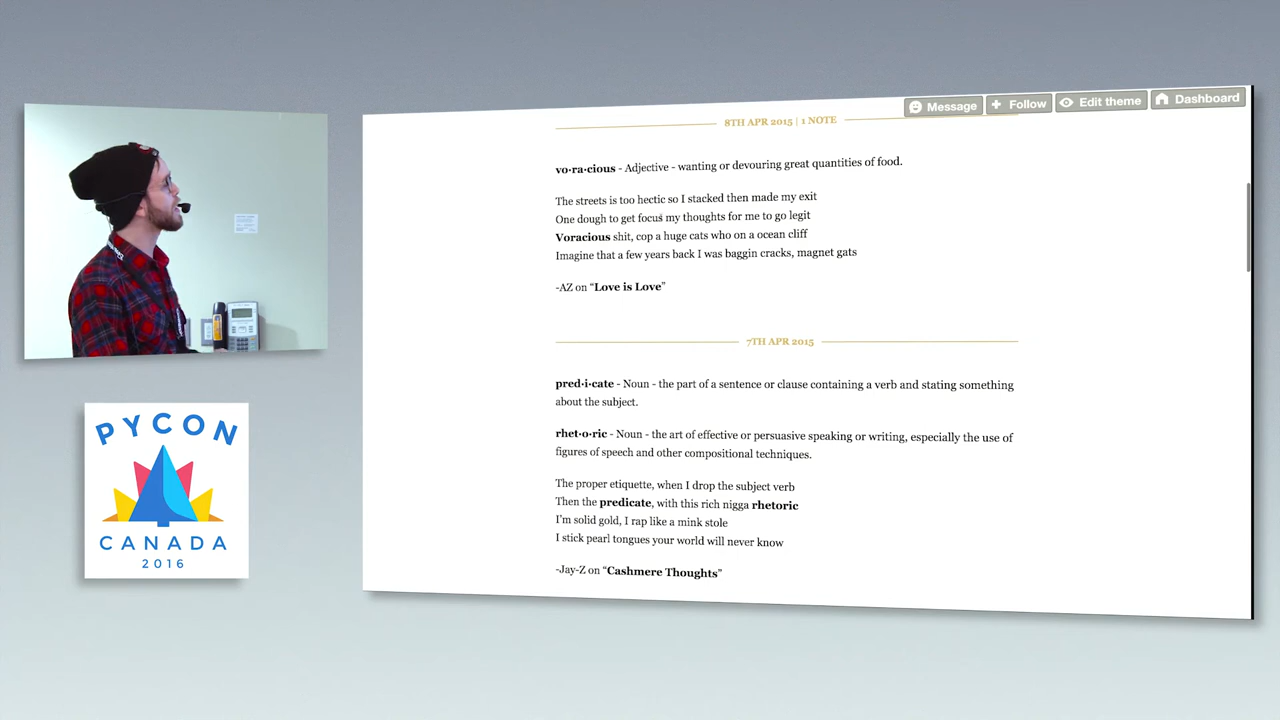 Message
Follow
Edit theme
Dashboard
8TH APR 2015 | 1 NOTE
vo·ra·cious - Adjective - wanting or devouring great quantities of food.
The streets is too hectic so I stacked then made my exit
One dough to get focus my thoughts for me to go legit
Voracious shit, cop a huge cats who on a ocean cliff
Imagine that a few years back I was baggin cracks, magnet gats
-AZ on “Love is Love”
7TH APR 2015
pred·i·cate - Noun - the part of a sentence or clause containing a verb and stating something
about the subject.
rhet·o·ric - Noun - the art of effective or persuasive speaking or writing, especially the use of
figures of speech and other compositional techniques.
The proper etiquette, when I drop the subject verb
Then the predicate, with this rich nigga rhetoric
I'm solid gold, I rap like a mink stole
I stick pearl tongues your world will never know
-Jay-Z on “Cashmere Thoughts”
PYCON
CANADA
2016